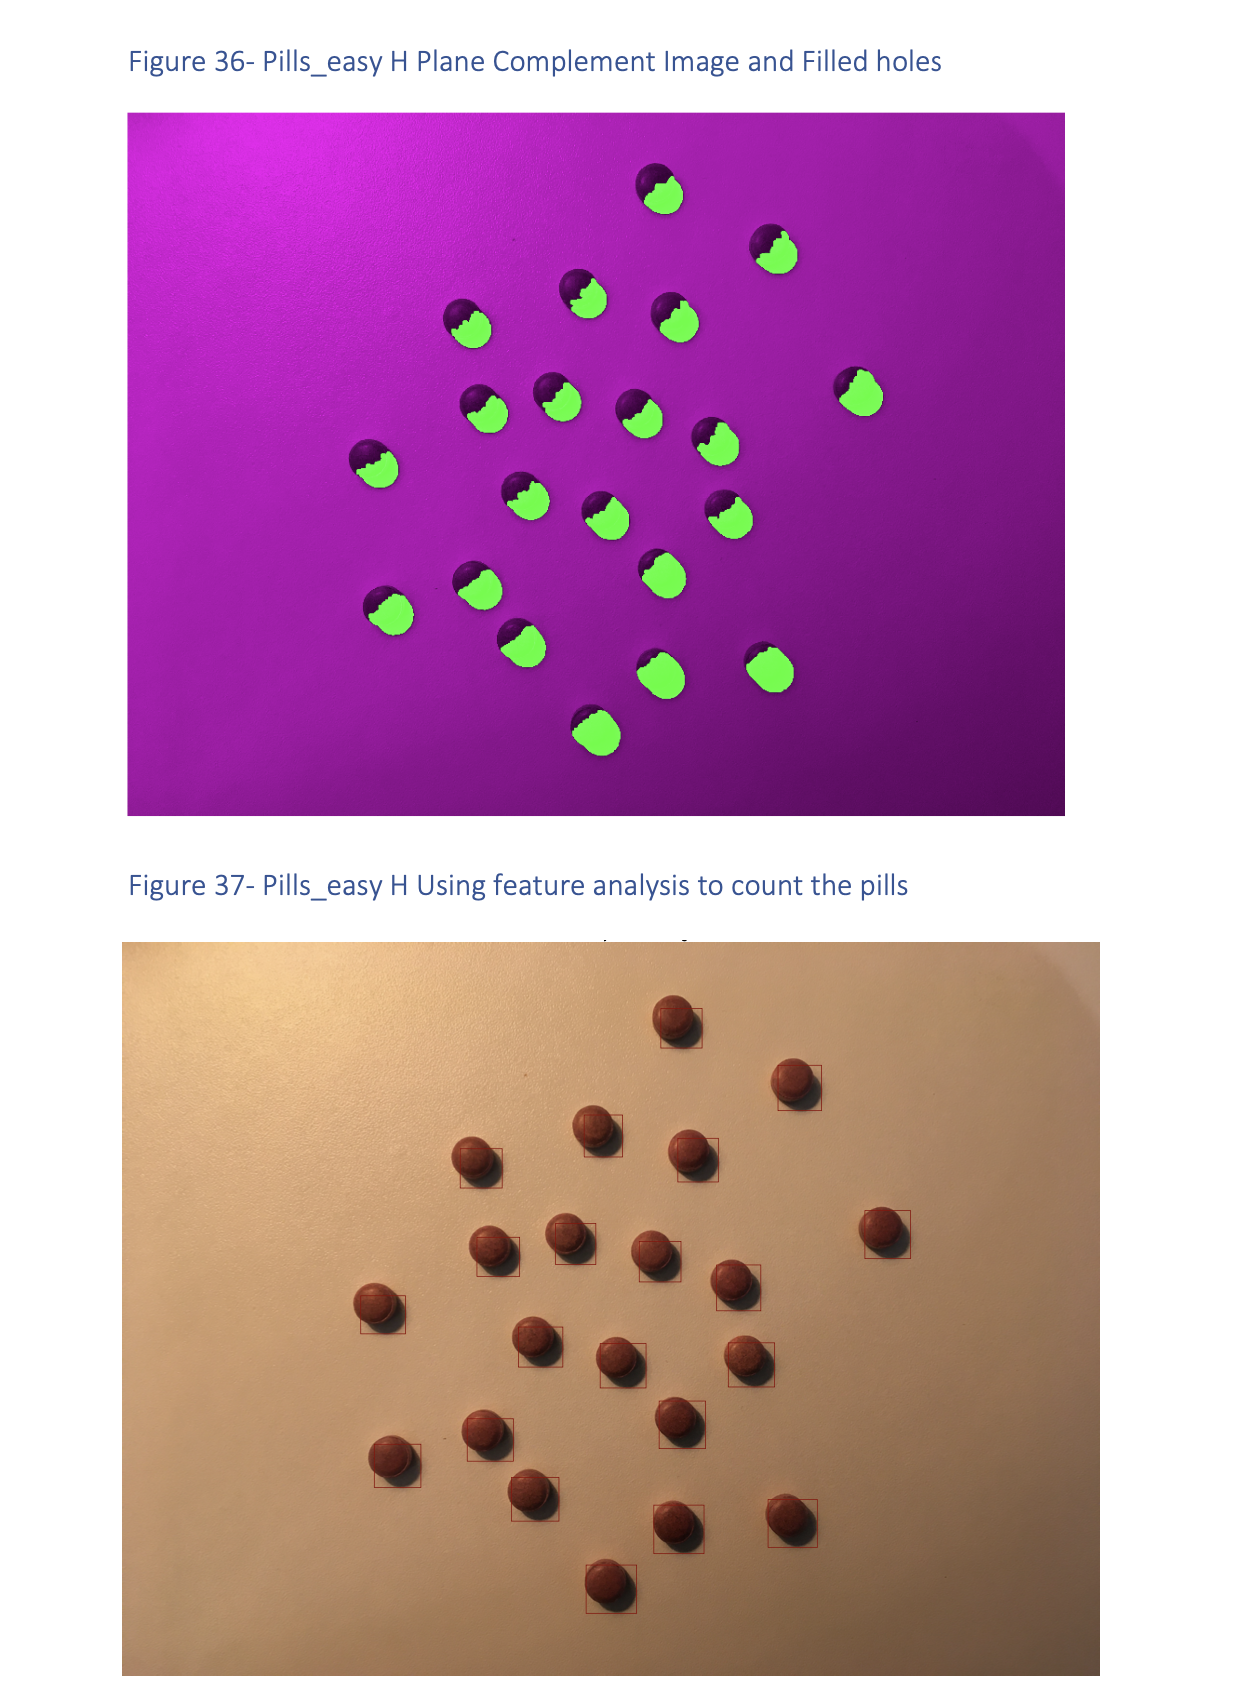 Figure 36- Pills_easy H Plane Complement Image and Filled holes
Figure 37- Pills_easy H Using feature analysis to count the pills